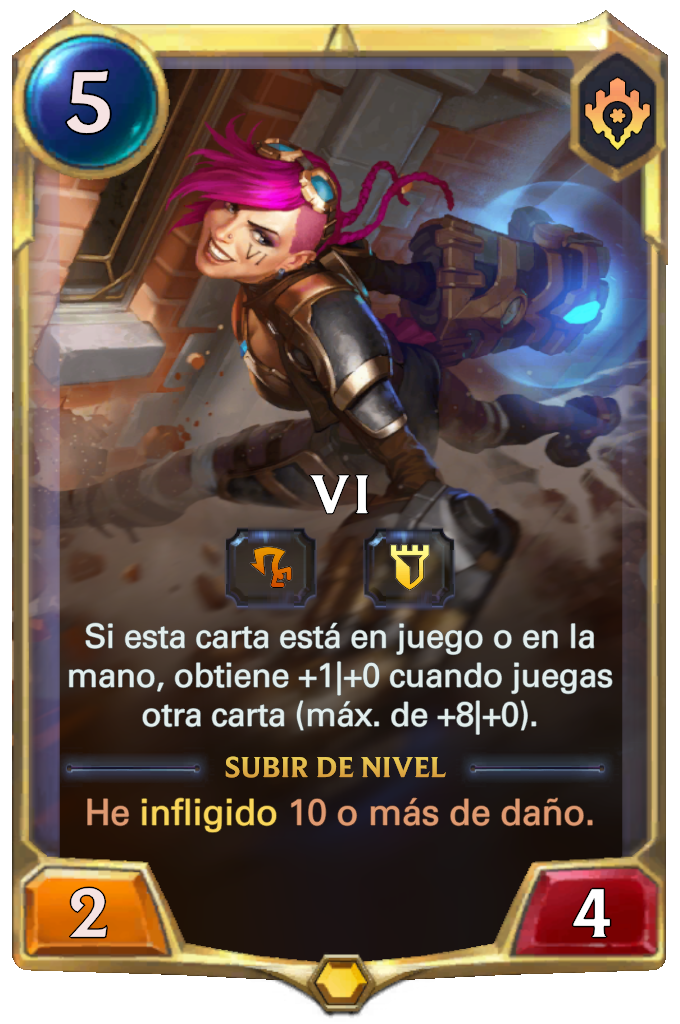 5
VI
VI
Si esta carta está en juego o en la
mano, obtiene +1|+0 cuando juegas
otra carta (máx. de +8|+0).
SUBIR DE NIVEL
He infligido 10 o más de daño.
2
4